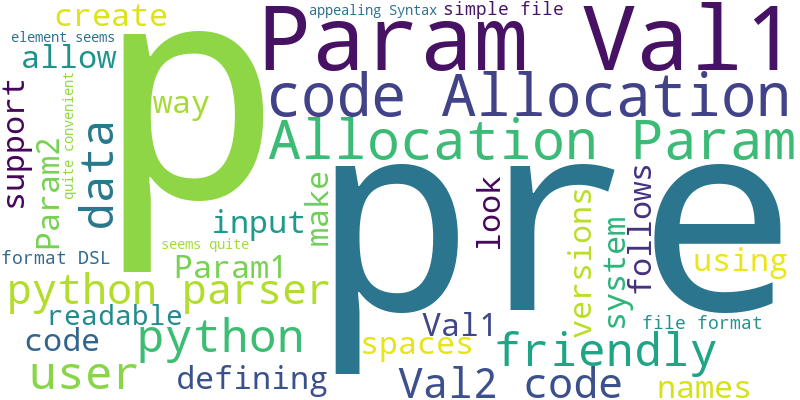 appealing Syntax
simple file
create
element seems
allow
p
Param Val1
way
code Allocation
support
quite convenient
data
Param2
Allocation Param
pre
make
look
follows
input
versions
system
seems quite
format DSL
Param1
using
python parser
readable
Val1
file format
code
python
spaces
friendly
user
defining
Val2 code
names